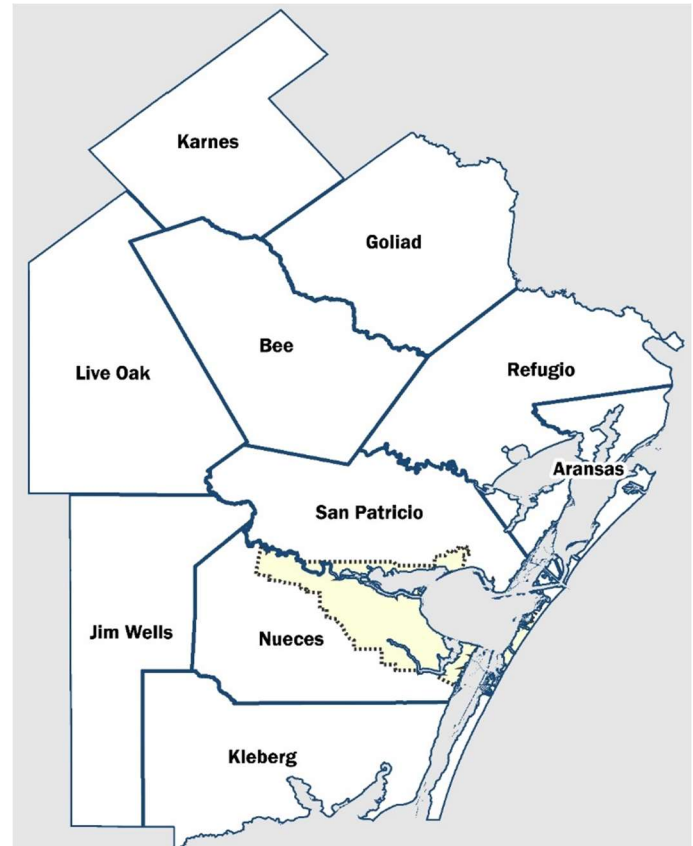 Karnes
Goliad
Bee
Live Oak
Refugio
Aransas
San Patricio
Jim Wells
Nueces
Kleberg